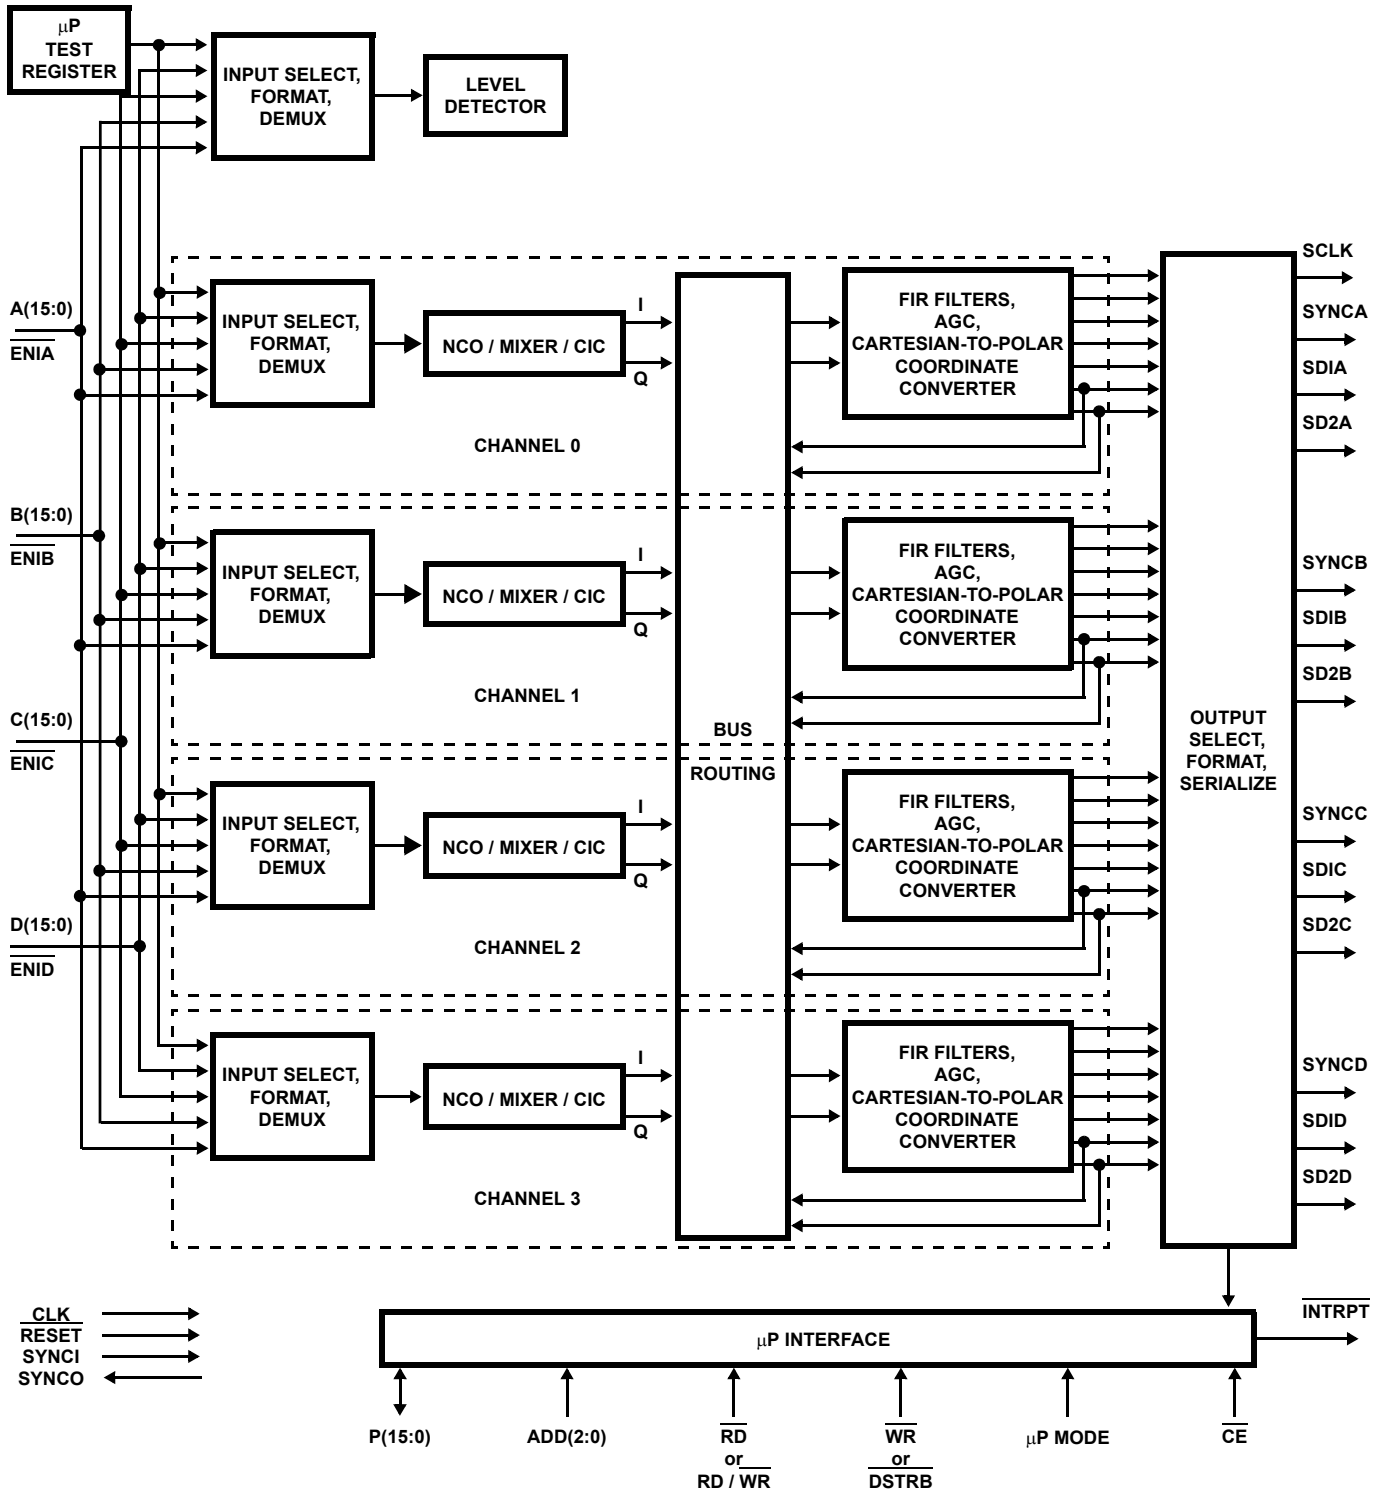 μP
TEST
REGISTER
INPUT SELECT,
FORMAT,
DEMUX
LEVEL
DETECTOR
A(15:0)
ENIA
B(15:0)
ENIB
C(15:0)
ENIC
D(15:0)
ENID
INPUT SELECT,
FORMAT,
DEMUX
NCO / MIXER / CIC
I
Q
FIR FILTERS,
AGC,
CARTESIAN-TO-POLAR
COORDINATE
CONVERTER
CHANNEL 0
INPUT SELECT,
FORMAT,
DEMUX
NCO / MIXER / CIC
I
Q
FIR FILTERS,
AGC,
CARTESIAN-TO-POLAR
COORDINATE
CONVERTER
CHANNEL 1
BUS
ROUTING
INPUT SELECT,
FORMAT,
DEMUX
NCO / MIXER / CIC
I
Q
FIR FILTERS,
AGC,
CARTESIAN-TO-POLAR
COORDINATE
CONVERTER
CHANNEL 2
INPUT SELECT,
FORMAT,
DEMUX
NCO / MIXER / CIC
I
Q
FIR FILTERS,
AGC,
CARTESIAN-TO-POLAR
COORDINATE
CONVERTER
CHANNEL 3
OUTPUT
SELECT,
FORMAT,
SERIALIZE
SCLK
SYNCA
SDIA
SD2A
SYNCB
SDIB
SD2B
SYNCC
SDIC
SD2C
SYNCD
SDID
SD2D
CLK
RESET
SYNCI
SYNCO
μP INTERFACE
INTRPT
P(15:0)
ADD(2:0)
RD
or
RD / WR
WR
or
DSTRB
μP MODE
CE